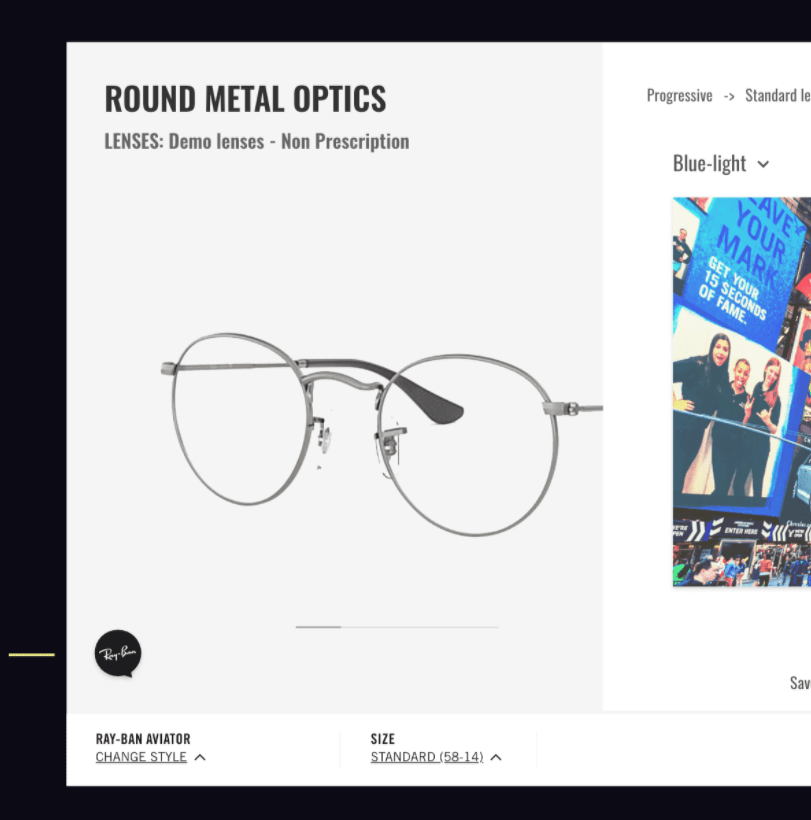 ROUND METAL OPTICS
LENSES: Demo lenses - Non Prescription
Progressive -> Standard le
Blue-light
EAVE
YOUR
MARK
GET YOUR
15 SECONDS
OF FAME.
ENTER HERE
Ray-Ban
Sav
RAY-BAN AVIATOR
CHANGE STYLE
SIZE
STANDARD (58-14)